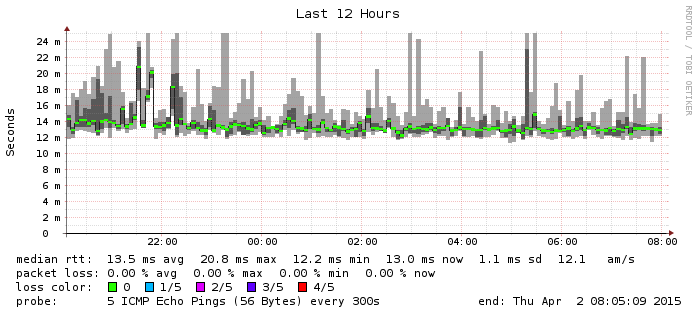 Last 12 Hours
RRDTOOL / TOBI OETIKER
Seconds
24 m
22 m
20 m
18 m
16 m
14 m
12 m
10 m
8 m
6 m
4 m
2 m
0
22:00 00:00 02:00 04:00 06:00 08:00
median rtt: 13.5 ms avg 20.8 ms max 12.2 ms min 13.0 ms now 1.1 ms sd 12.1 am/s
packet loss: 0.00 % avg 0.00 % max 0.00 % min 0.00 % now
loss color: 0 1/5 2/5 3/5 4/5
probe: 5 ICMP Echo Pings (56 Bytes) every 300s end: Thu Apr 2 08:05:09 2015